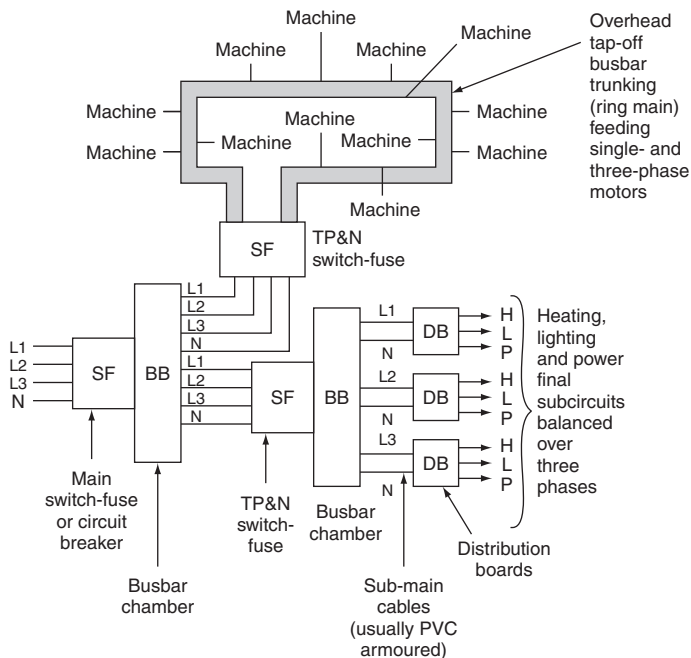 Machine
Machine
Machine
Machine
Overhead
tap-off
busbar
trunking
(ring main)
feeding
single- and
three-phase
motors
Machine
Machine
Machine
Machine
Machine
Machine
Machine
Machine
Machine
SF
TP&N
switch-fuse
L1
L2
L3
N
L1
L2
L3
N
L1
L2
L3
N
SF
BB
SF
BB
L1
N
L2
N
L3
N
DB
DB
DB
H
L
P
H
L
P
H
L
P
Heating,
lighting
and power
final
subcircuits
balanced
over
three
phases
Main
switch-fuse
or circuit
breaker
Busbar
chamber
TP&N
switch-
fuse
Busbar
chamber
Sub-main
cables
(usually PVC
armoured)
Distribution
boards